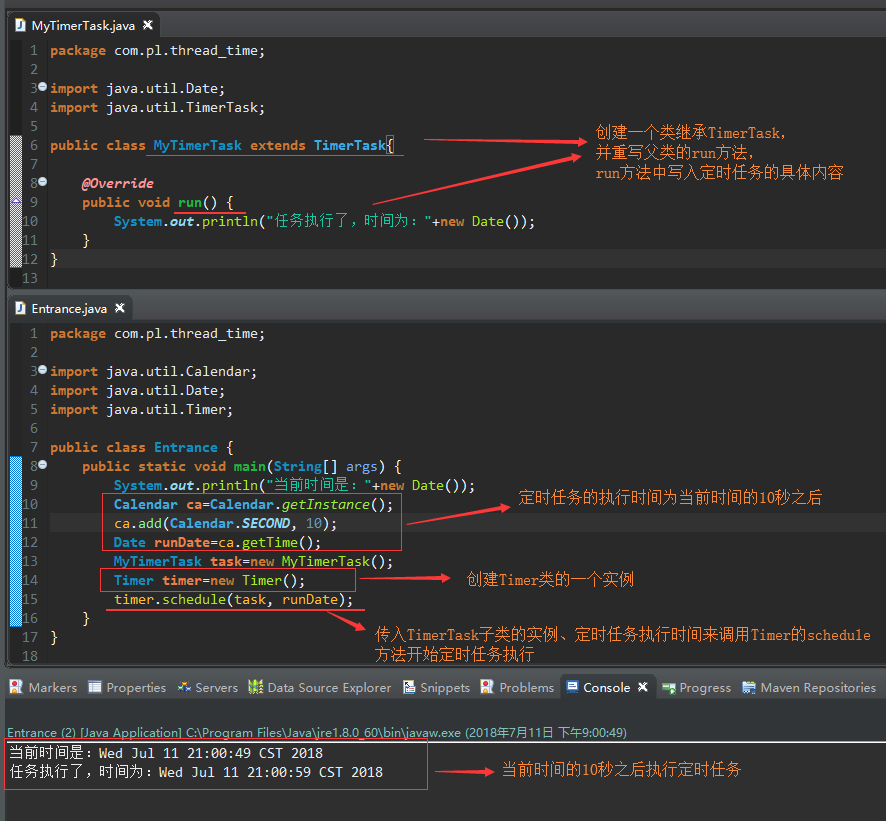 MyTimerTask.java
1 package com.pl.thread_time;
2
3 import java.util.Date;
4 import java.util.TimerTask;
5
6 public class MyTimerTask extends TimerTask{
7
8 @Override
9 public void run() {
10 System.out.println("任务执行了，时间为："+new Date());
11 }
12 }
13
创建一个类继承TimerTask，
并重写父类的run方法，
run方法中写入定时任务的具体内容
Entrance.java
1 package com.pl.thread_time;
2
3 import java.util.Calendar;
4 import java.util.Date;
5 import java.util.Timer;
6
7 public class Entrance {
8 public static void main(String[] args) {
9 System.out.println("当前时间是："+new Date());
10 Calendar ca=Calendar.getInstance();
11 ca.add(Calendar.SECOND, 10);
12 Date runDate=ca.getTime();
13 MyTimerTask task=new MyTimerTask();
14 Timer timer=new Timer();
15 timer.schedule(task, runDate);
16 }
17 }
18
定时任务的执行时间为当前时间的10秒之后
创建Timer类的一个实例
传入TimerTask子类的实例、定时任务执行时间来调用Timer的schedule
方法开始定时任务执行
Markers Properties Servers Data Source Explorer Snippets Problems Console Progress Maven Repositories
Entrance (2) [Java Application] C:\Program Files\Java\jre1.8.0_60\bin\javaw.exe (2018年7月11日 下午9:00:49)
当前时间是：Wed Jul 11 21:00:49 CST 2018
任务执行了，时间为：Wed Jul 11 21:00:59 CST 2018
当前时间的10秒之后执行定时任务